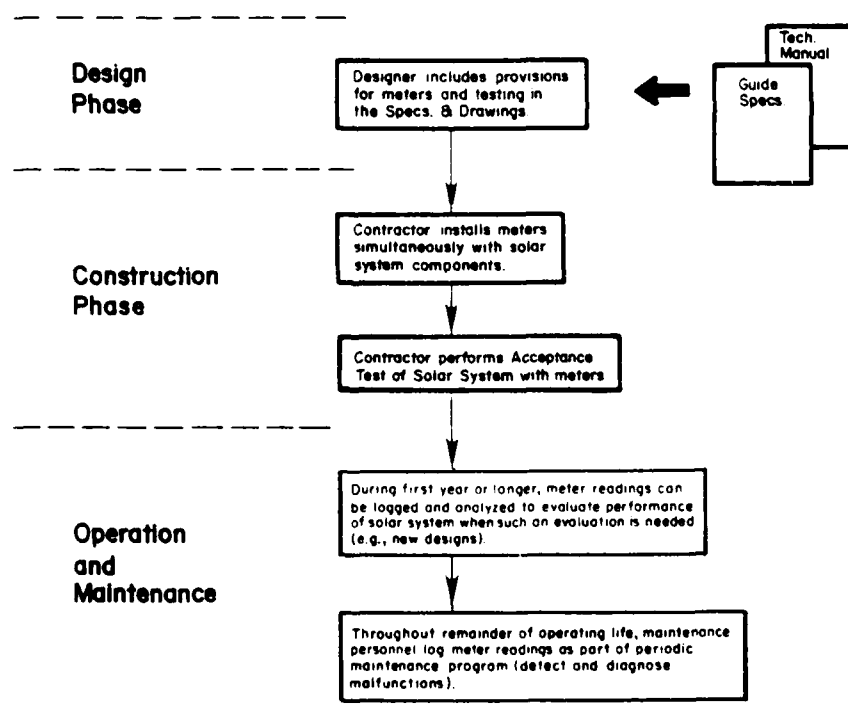 Design
Phase
Designer includes provisions
for meters and testing in
the Specs. & Drawings.
Tech.
Manual
Guide
Specs.
Construction
Phase
Contractor installs meters
simultaneously with solar
system components.
Contractor performs Acceptance
Test of Solar System with meters
Operation
and
Maintenance
During first year or longer, meter readings can
be logged and analyzed to evaluate performance
of solar system when such an evaluation is needed
(e.g., new designs).
Throughout remainder of operating life, maintenance
personnel log meter readings as part of periodic
maintenance program (detect and diagnose
malfunctions).